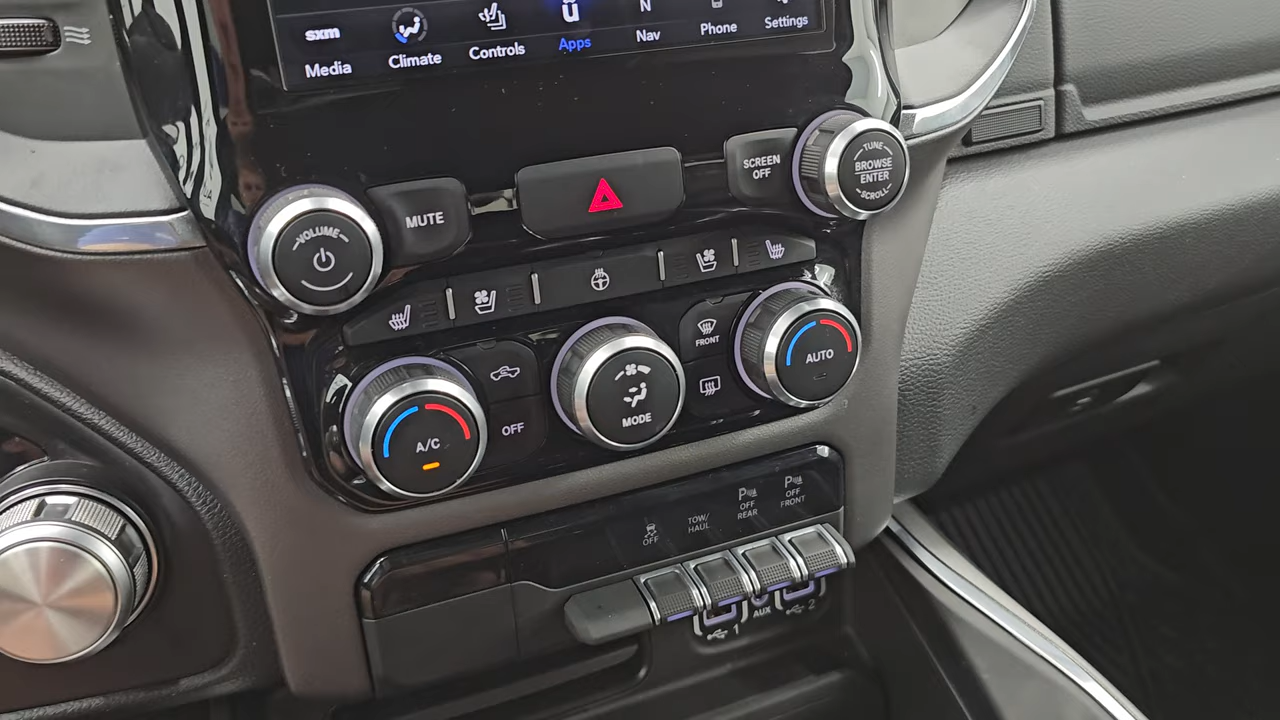 sxm
Media
Climate
Controls
Apps
N
Nav
Phone
Settings
VOLUME
MUTE
SCREEN
OFF
TUNE
BROWSE
ENTER
SCROLL
A/C
OFF
MODE
FRONT
AUTO
OFF
TOW/
HAUL
P
OFF
REAR
P
OFF
FRONT
1
AUX
2